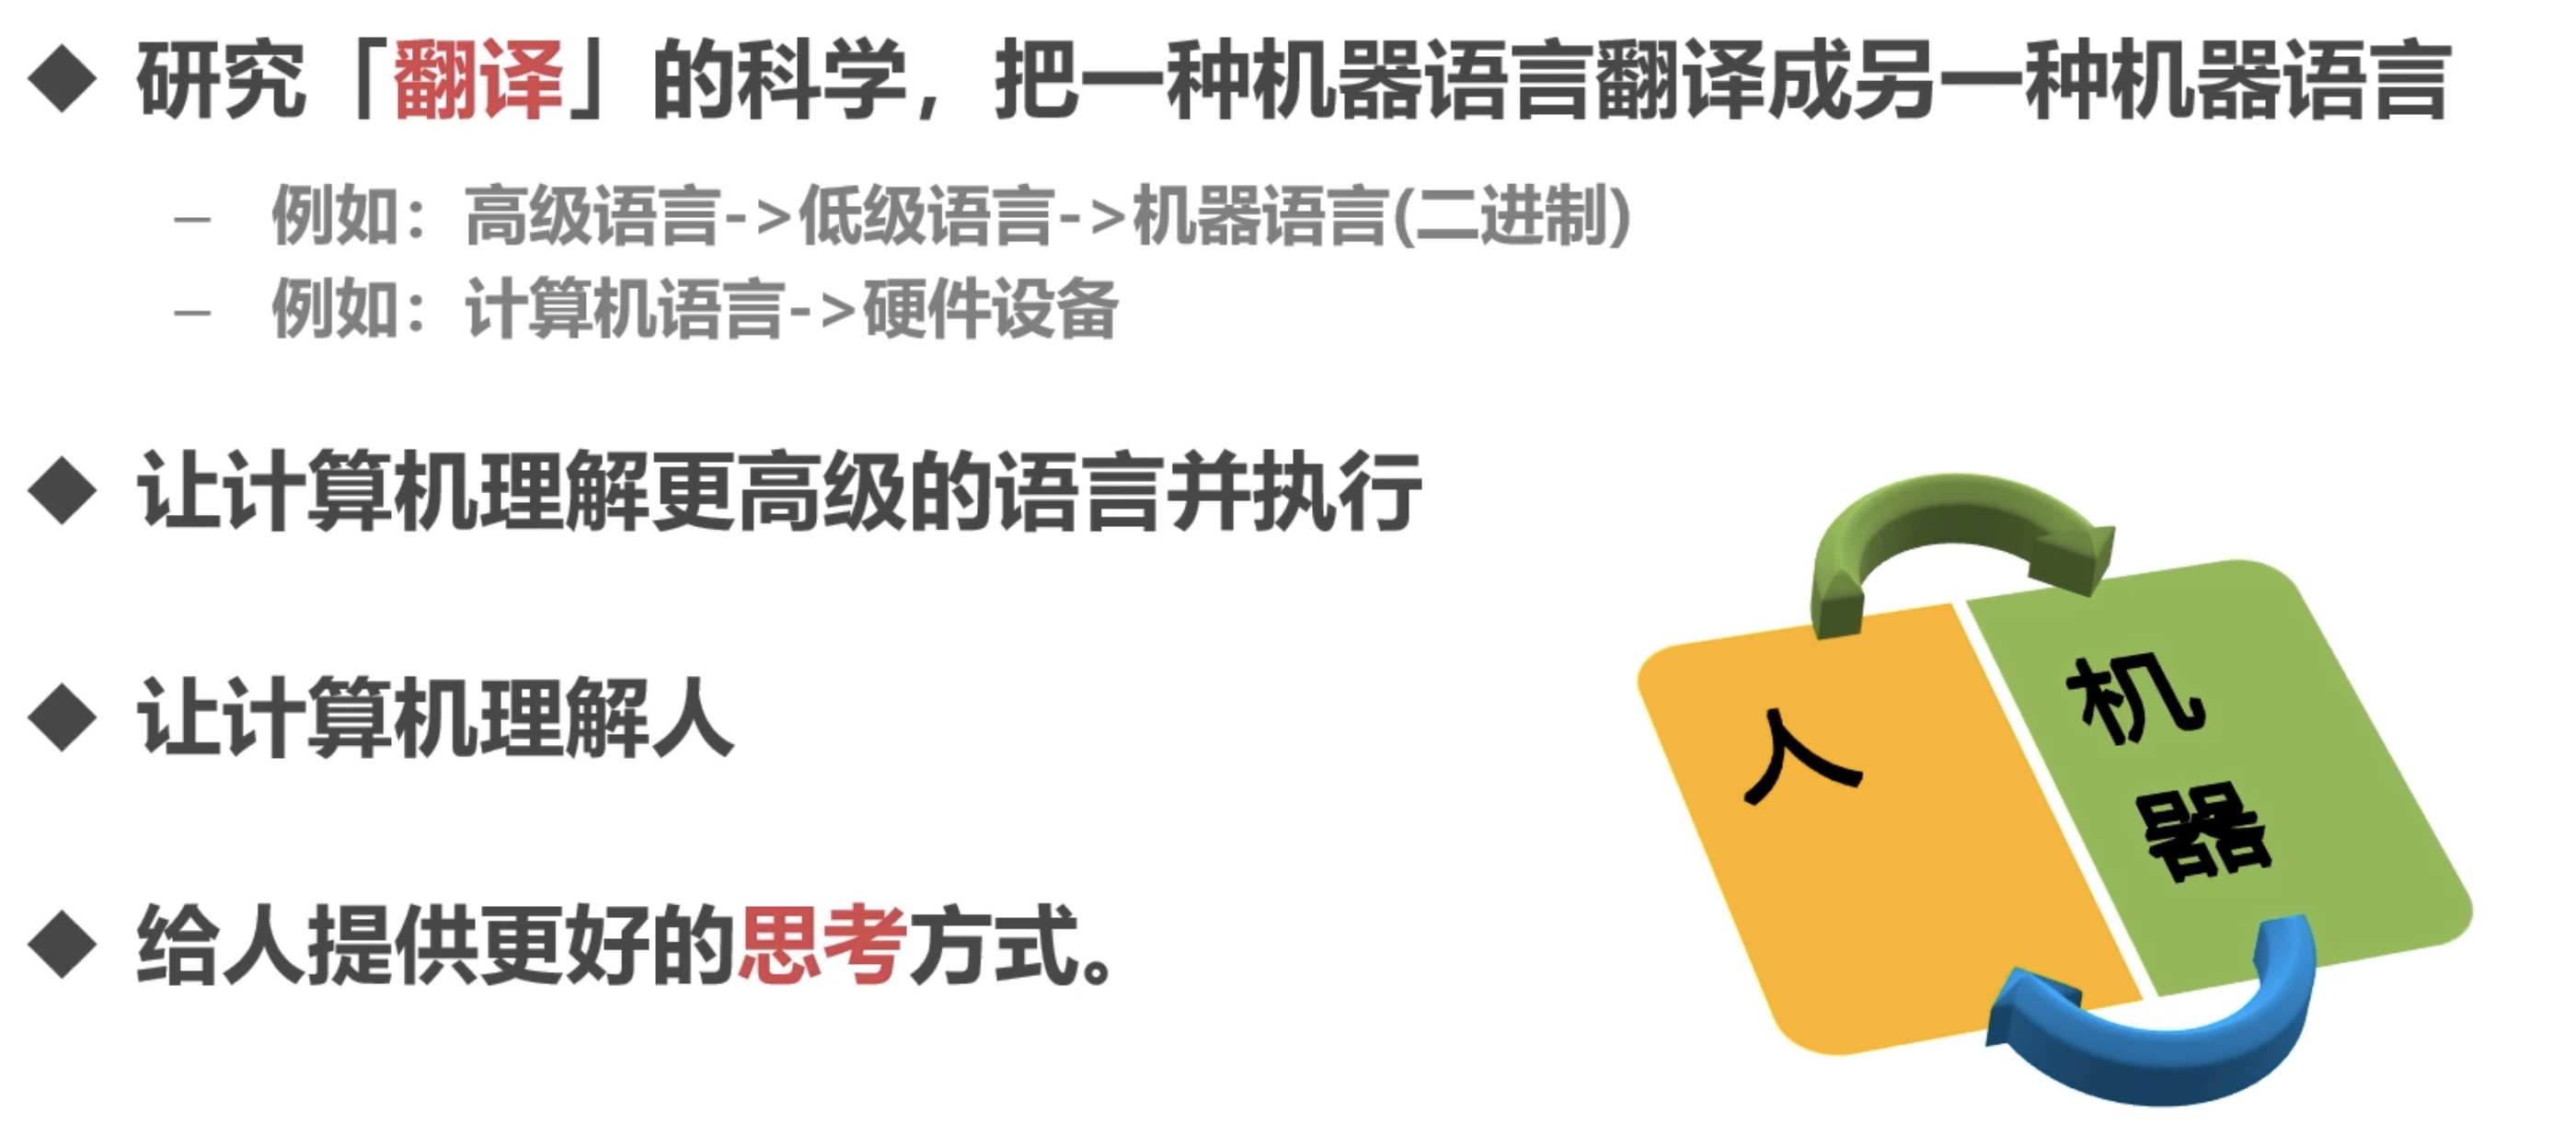 ◆ 研究「翻译」的科学，把一种机器语言翻译成另一种机器语言
– 例如：高级语言->低级语言->机器语言(二进制)
– 例如：计算机语言->硬件设备
◆ 让计算机理解更高级的语言并执行
◆ 让计算机理解人
◆ 给人提供更好的思考方式。
人
机
器